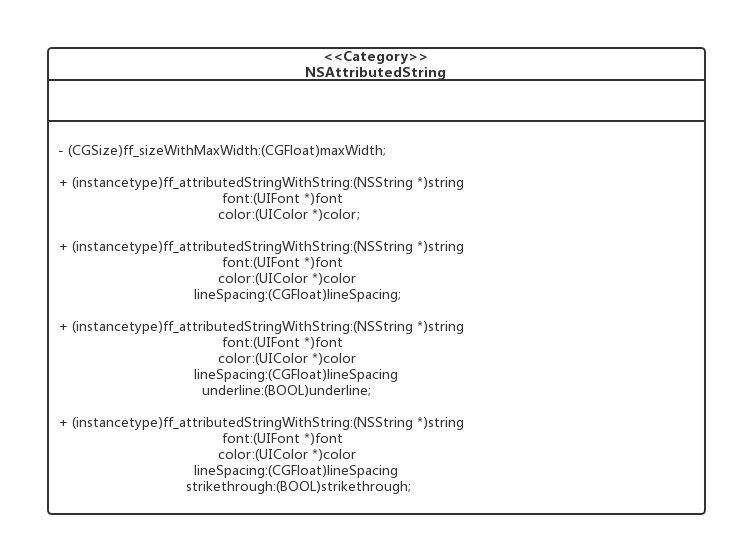 <<Category>>
NSAttributedString
- (CGSize)ff_sizeWithMaxWidth:(CGFloat)maxWidth;
+ (instancetype)ff_attributedStringWithString:(NSString *)string
font:(UIFont *)font
color:(UIColor *)color;
+ (instancetype)ff_attributedStringWithString:(NSString *)string
font:(UIFont *)font
color:(UIColor *)color
lineSpacing:(CGFloat)lineSpacing;
+ (instancetype)ff_attributedStringWithString:(NSString *)string
font:(UIFont *)font
color:(UIColor *)color
lineSpacing:(CGFloat)lineSpacing
underline:(BOOL)underline;
+ (instancetype)ff_attributedStringWithString:(NSString *)string
font:(UIFont *)font
color:(UIColor *)color
lineSpacing:(CGFloat)lineSpacing
strikethrough:(BOOL)strikethrough;